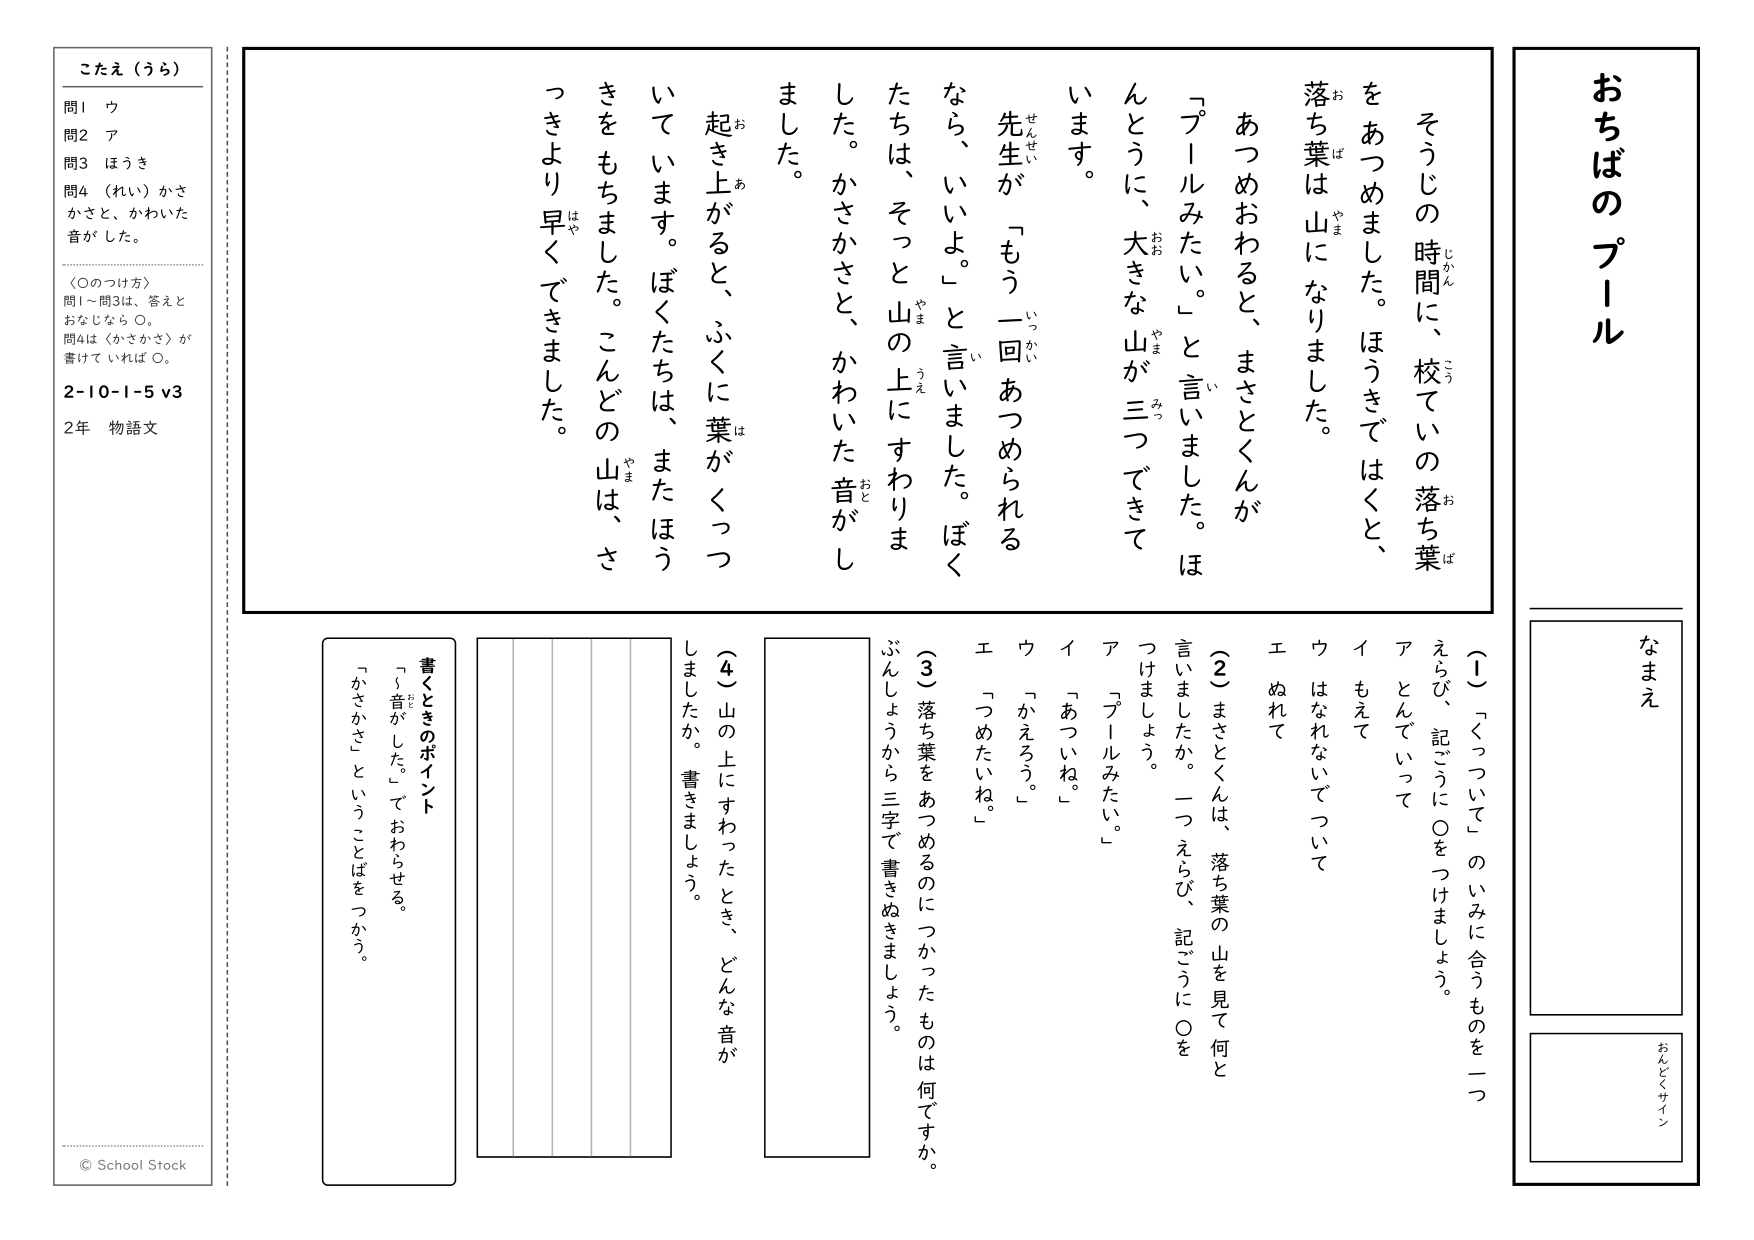 おちばの プール
なまえ
おんどくサイン
そうじの 時間に、校ていの 落ち葉
を あつめました。ほうきで はくと、
落ち葉は 山に なりました。
あつめおわると、まさとくんが
「プールみたい。」と 言いました。ほ
んとうに、大きな 山が 三つ できて
います。
先生が 「もう 一回 あつめられる
なら、いいよ。」と 言いました。ぼく
たちは、そっと 山の 上に すわりま
した。かさかさと、かわいた 音が し
ました。
起き上がると、ふくに 葉が くっつ
いて います。ぼくたちは、また ほう
きを もちました。こんどの 山は、さ
っきより 早く できました。
(1)「くっついて」の いみに 合う ものを 一つ
えらび、記ごうに ○を つけましょう。
ア とんで いって
イ もえて
ウ はなれないで ついて
エ ぬれて
(2) まさとくんは、落ち葉の 山を 見て 何と
言いましたか。一つ えらび、記ごうに ○を
つけましょう。
ア 「プールみたい。」
イ 「あついね。」
ウ 「かえろう。」
エ 「つめたいね。」
(3) 落ち葉を あつめるのに つかった ものは 何ですか。
ぶんしょうから 三字で 書きぬきましょう。
(4) 山の 上に すわった とき、どんな 音が
しましたか。書きましょう。
書くときのポイント
「～音が した。」で おわらせる。
「かさかさ」と いう ことばを つかう。
こたえ（うら）
問1 ウ
問2 ア
問3 ほうき
問4 （れい）かさ
かさと、かわいた
音が した。
〈○のつけ方〉
問1～問3は、答えと
おなじなら ○。
問4は〈かさかさ〉が
書けて いれば ○。
2-10-1-5 v3
2年 物語文
© School Stock